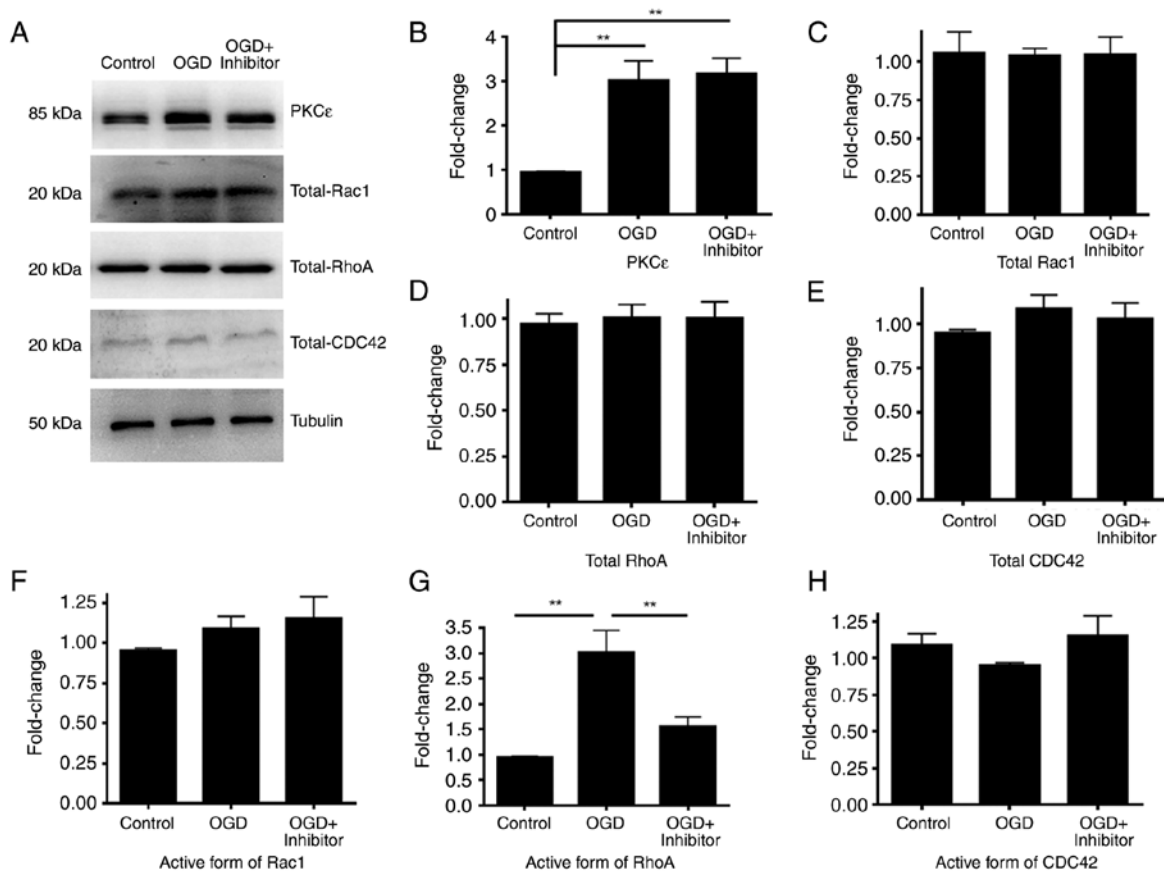 A
Control OGD OGD+
Inhibitor
85 kDa PKCε
20 kDa Total-Rac1
20 kDa Total-RhoA
20 kDa Total-CDC42
50 kDa Tubulin
B
** **
Fold-change
4
3
2
1
0
Control OGD OGD+
Inhibitor
PKCε
C
Fold-change
1.00
0.75
0.50
0.25
0.00
Control OGD OGD+
Inhibitor
Total Rac1
D
Fold-change
1.00
0.75
0.50
0.25
0.00
Control OGD OGD+
Inhibitor
Total RhoA
E
Fold-change
1.00
0.75
0.50
0.25
0.00
Control OGD OGD+
Inhibitor
Total CDC42
F
Fold-change
1.25
1.00
0.75
0.50
0.25
0.00
Control OGD OGD+
Inhibitor
Active form of Rac1
G
** **
Fold-change
3.5
3.0
2.5
2.0
1.5
1.0
0.5
0.0
Control OGD OGD+
Inhibitor
Active form of RhoA
H
Fold-change
1.25
1.00
0.75
0.50
1.25
0.00
Control OGD OGD+
Inhibitor
Active form of CDC42